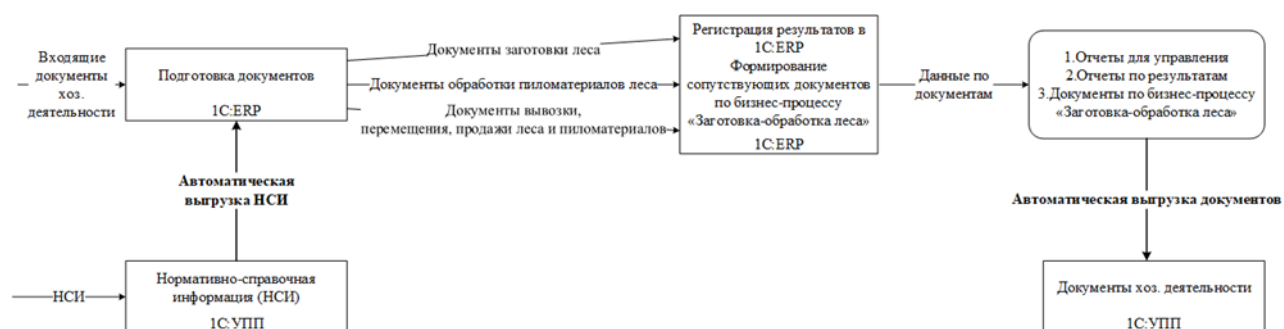 Входящие
документы
хоз.
деятельности
Подготовка документов
1С:ERP
Документы заготовки леса
Документы обработки пиломатериалов леса
Документы вывозки,
перемещения, продажи леса и пиломатериалов
Регистрация результатов в
1С:ERP
Формирование
сопутствующих документов
по бизнес-процессу
«Заготовка-обработка леса»
1С:ERP
Данные по
документам
1.Отчеты для управления
2.Отчеты по результатам
3.Документы по бизнес-процессу
«Заготовка-обработка леса»
Автоматическая
выгрузка НСИ
Автоматическая выгрузка документов
НСИ
Нормативно-справочная
информация (НСИ)
1С:УПП
Документы хоз. деятельности
1С:УПП